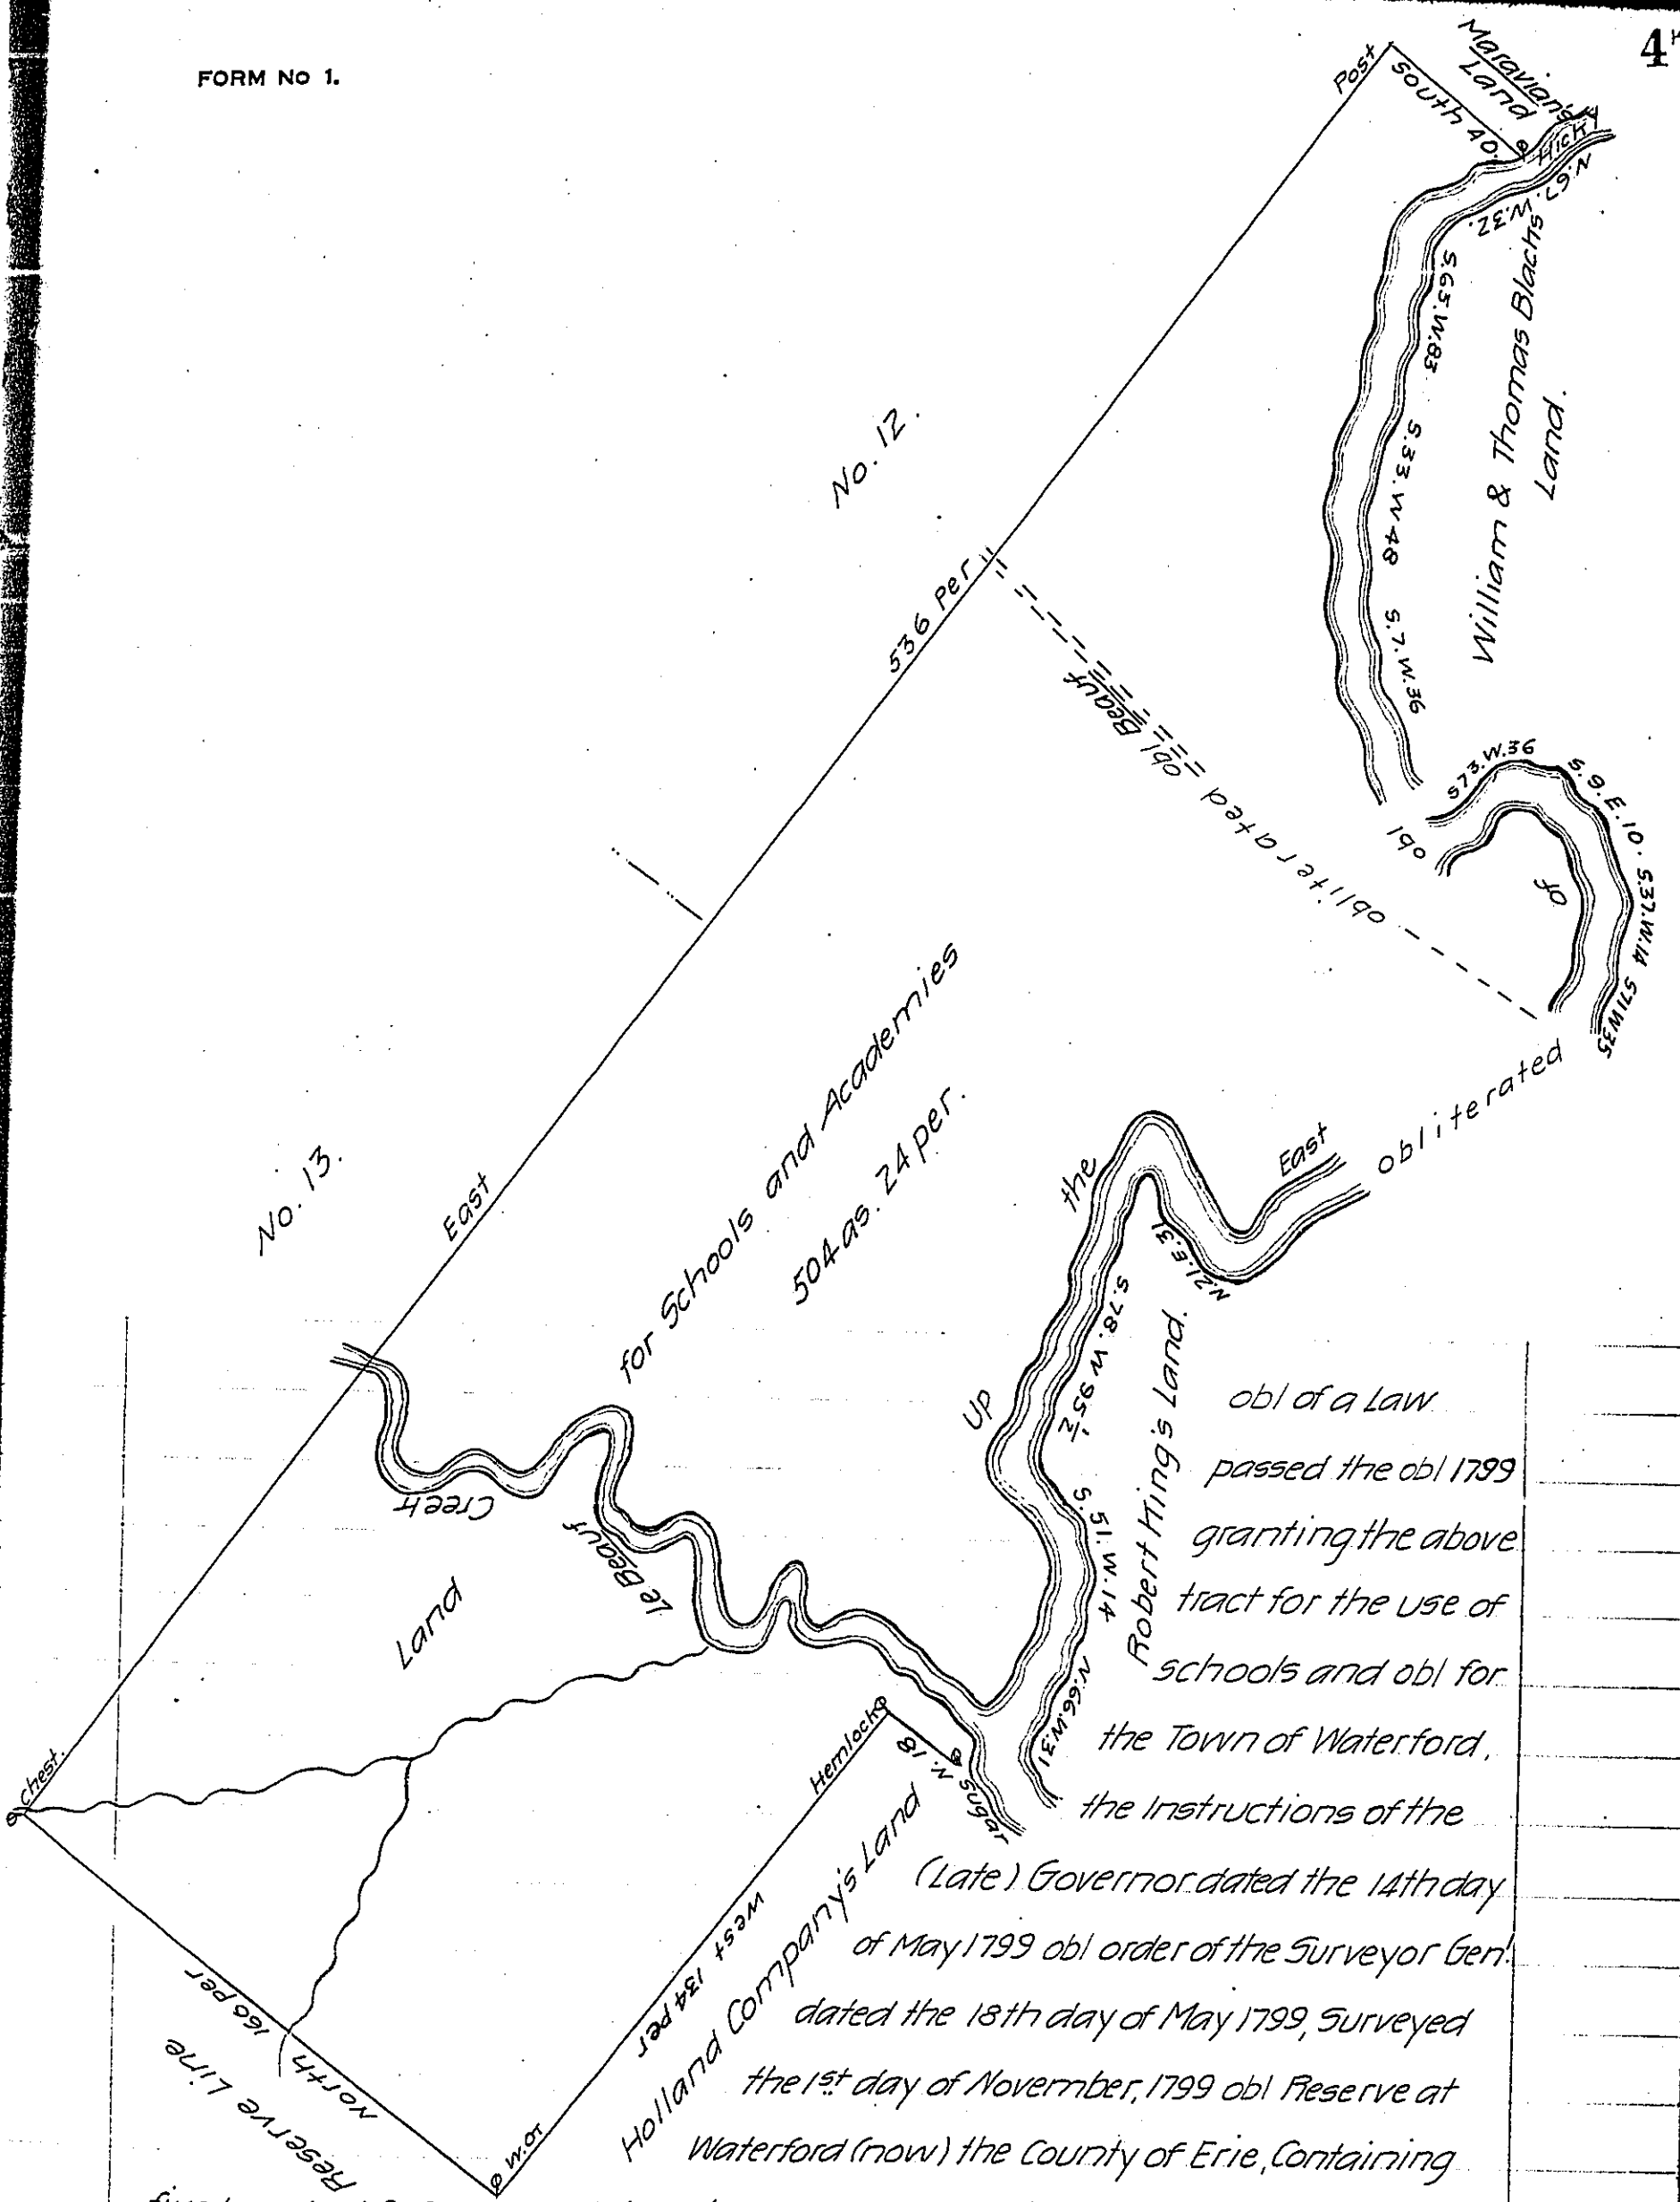 FORM No 1.
4
Post
South 40.
Maravian's
Land
Hick
N.67.W.32.
S.65.W.83
S.33.W 48
S.7.W.36
William & Thomas Blacks
Land.
No. 12.
536 Per
obl Beauf
obliterated
obl
S73.W.36
S.9.E.10.
S.37.W.14
S71W35
of
obliterated
East
N.21.E.31
the
Up
S.78.W 95½
S.51.W.14
N.66.W.31
Robert King's Land.
No. 13.
East
for Schools and Academies
504 as. 24 per.
Creek
Le Beauf
Land
Chest.
Hemlock
N. 18
Sugar
West 134 per
Holland Company's Land
North 160 per
Reserve Line
W.O.
obl of a Law
passed the obl 1799
granting the above
tract for the use of
schools and obl for
the Town of Waterford,
the Instructions of the
(Late) Governor dated the 14th day
of May 1799 obl order of the Surveyor Genl
dated the 18th day of May 1799, Surveyed
the 1st day of November, 1799 obl Reserve at
Waterford (now) the County of Erie, Containing